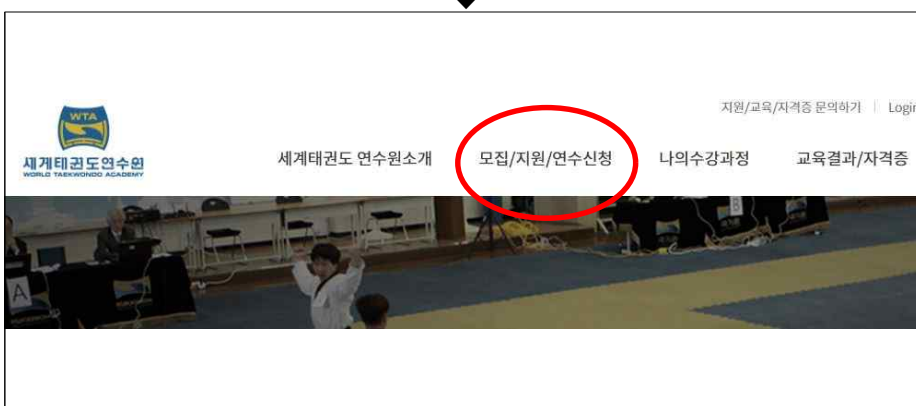 지원/교육/자격증 문의하기 | Login
WTA
세계태권도연수원
WORLD TAEKWONDO ACADEMY
세계태권도 연수원소개 모집/지원/연수신청 나의수강과정 교육결과/자격증
B
A